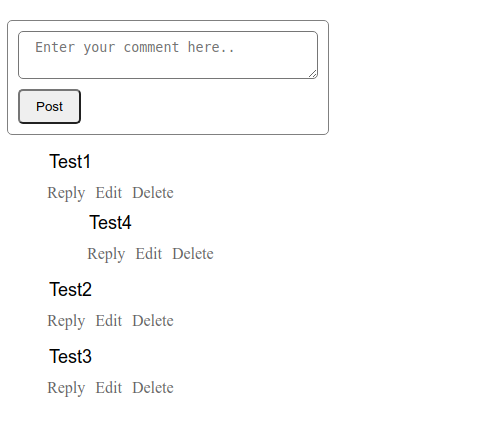 Enter your comment here..
Post
Test1
Reply Edit Delete
Test4
Reply Edit Delete
Test2
Reply Edit Delete
Test3
Reply Edit Delete